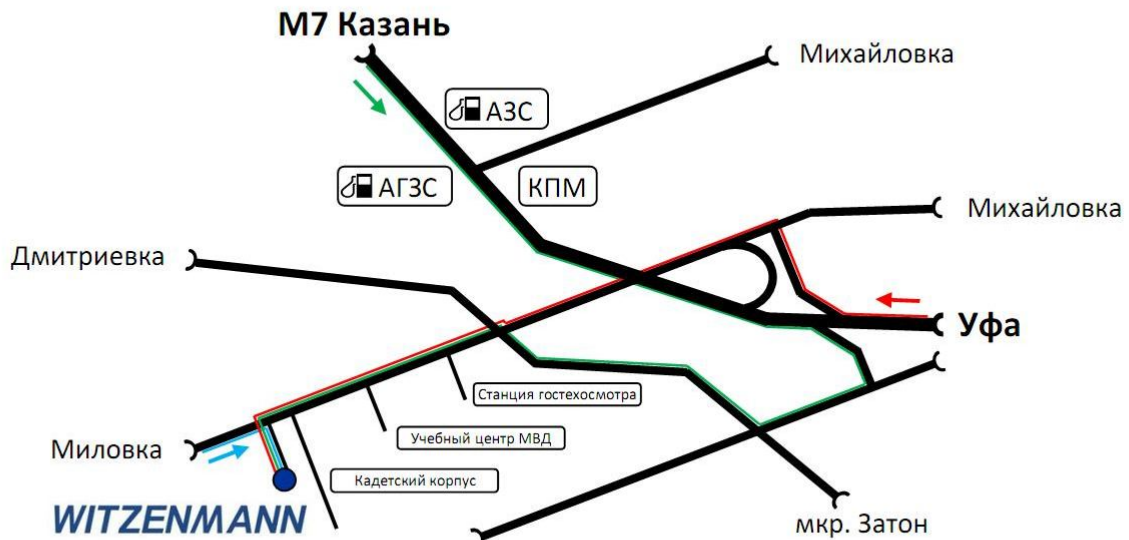 М7 Казань
Михайловка
АЗС
АГЗС
КПМ
Михайловка
Дмитриевка
Уфа
Станция гостехосмотра
Учебный центр МВД
Миловка
Кадетский корпус
WITZENMANN
мкр. Затон